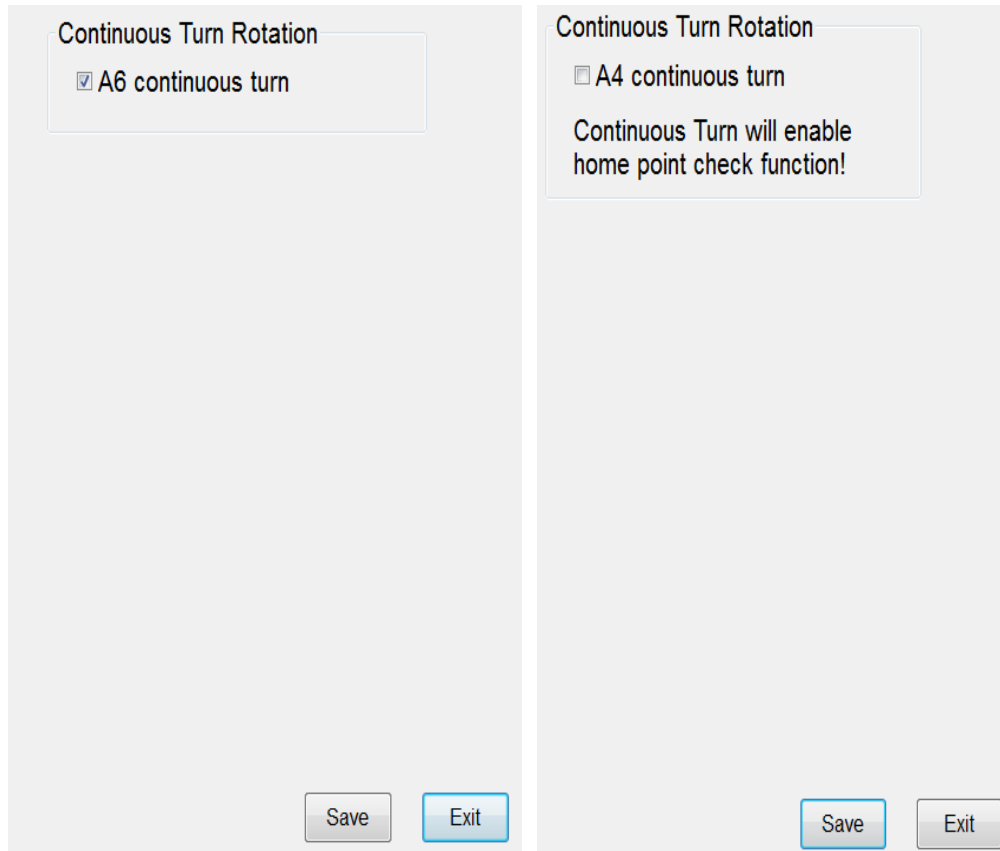 Continuous Turn Rotation
A6 continuous turn
Save
Exit
Continuous Turn Rotation
A4 continuous turn
Continuous Turn will enable
home point check function!
Save
Exit